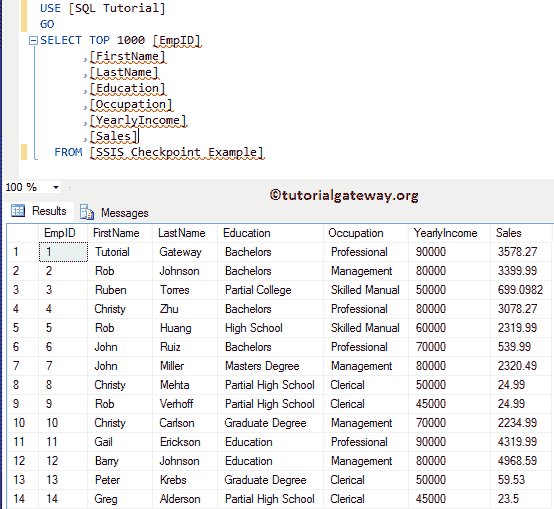 USE [SQL Tutorial]
GO
SELECT TOP 1000 [EmpID]
,[FirstName]
,[LastName]
,[Education]
,[Occupation]
,[YearlyIncome]
,[Sales]
FROM [SSIS Checkpoint Example]
100 %
©tutorialgateway.org
Results Messages
EmpID FirstName LastName Education Occupation YearlyIncome Sales
1 1 Tutorial Gateway Bachelors Professional 90000 3578.27
2 2 Rob Johnson Bachelors Management 80000 3399.99
3 3 Ruben Torres Partial College Skilled Manual 50000 699.0982
4 4 Christy Zhu Bachelors Professional 80000 3078.27
5 5 Rob Huang High School Skilled Manual 60000 2319.99
6 6 John Ruiz Bachelors Professional 70000 539.99
7 7 John Miller Masters Degree Management 80000 2320.49
8 8 Christy Mehta Partial High School Clerical 50000 24.99
9 9 Rob Verhoff Partial High School Clerical 45000 24.99
10 10 Christy Carlson Graduate Degree Management 70000 2234.99
11 11 Gail Erickson Education Professional 90000 4319.99
12 12 Barry Johnson Education Management 80000 4968.59
13 13 Peter Krebs Graduate Degree Clerical 50000 59.53
14 14 Greg Alderson Partial High School Clerical 45000 23.5